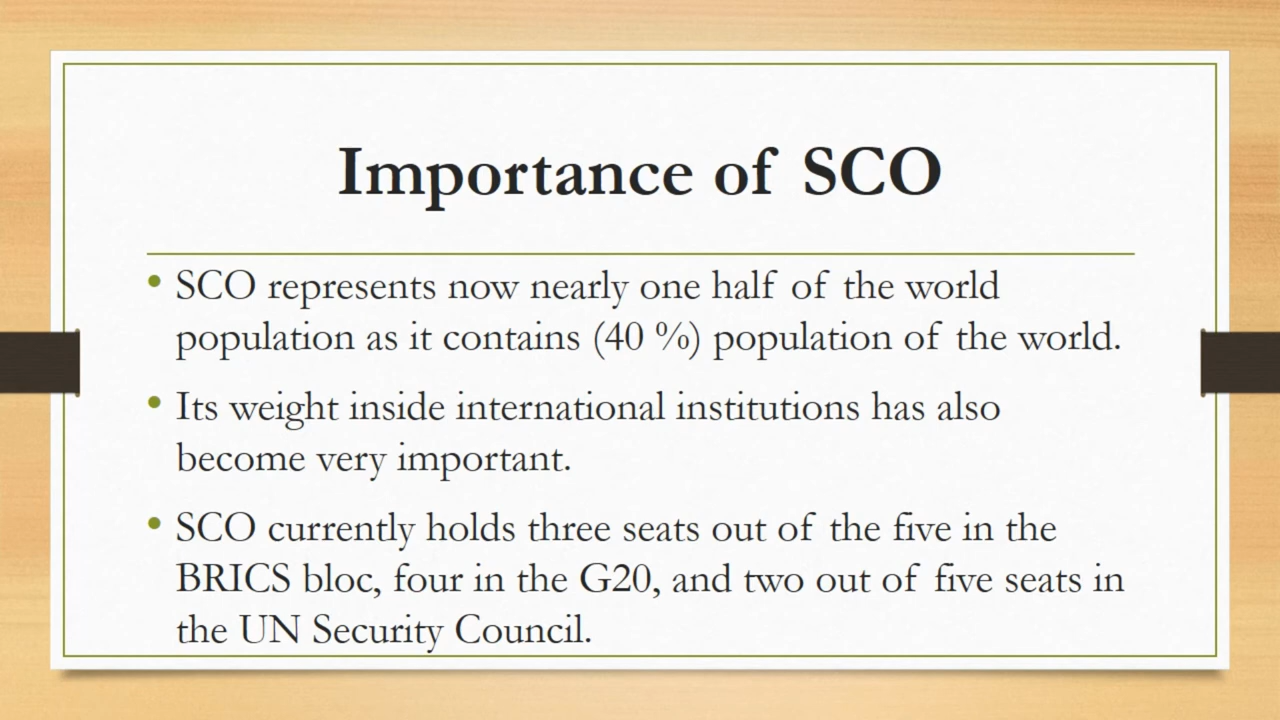 Importance of SCO
• SCO represents now nearly one half of the world
population as it contains (40 %) population of the world.
• Its weight inside international institutions has also
become very important.
• SCO currently holds three seats out of the five in the
BRICS bloc, four in the G20, and two out of five seats in
the UN Security Council.